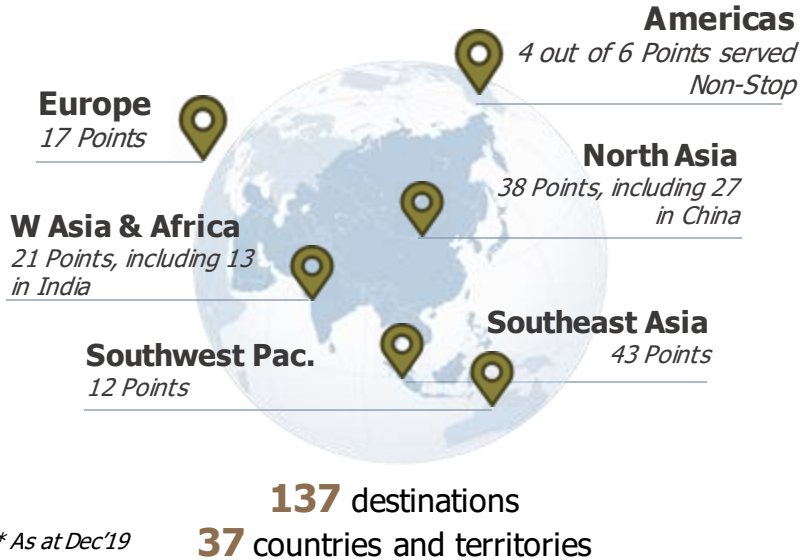 Americas
4 out of 6 Points served
Non-Stop
Europe
17 Points
North Asia
38 Points, including 27
in China
W Asia & Africa
21 Points, including 13
in India
Southeast Asia
43 Points
Southwest Pac.
12 Points
137 destinations
* As at Dec'19
37 countries and territories